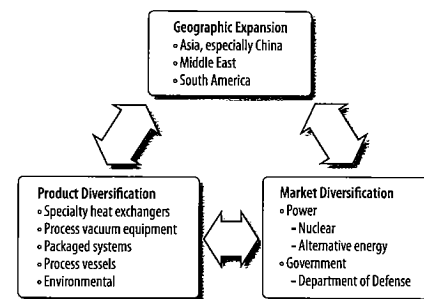 Geographic Expansion
∘ Asia, especially China
∘ Middle East
∘ South America
Product Diversification
∘ Specialty heat exchangers
∘ Process vacuum equipment
∘ Packaged systems
∘ Process vessels
∘ Environmental
Market Diversification
∘ Power
– Nuclear
– Alternative energy
∘ Government
– Department of Defense